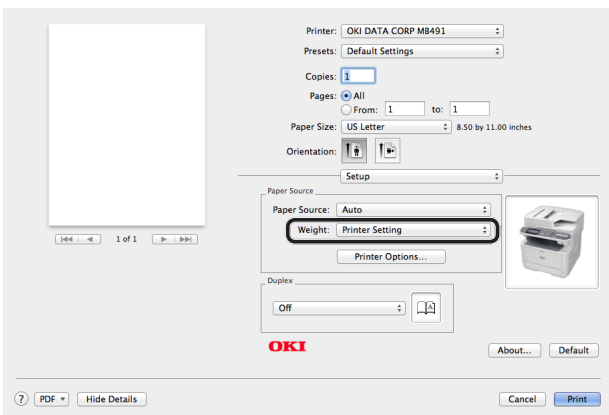 Printer: OKI DATA CORP MB491
Presets: Default Settings
Copies: 1
Pages: All
From: 1 to: 1
Paper Size: US Letter 8.50 by 11.00 inches
Orientation:
Setup
Paper Source
Paper Source: Auto
Weight: Printer Setting
1 of 1
Printer Options...
Duplex
Off
A
OKI
About... Default
? PDF Hide Details Cancel Print